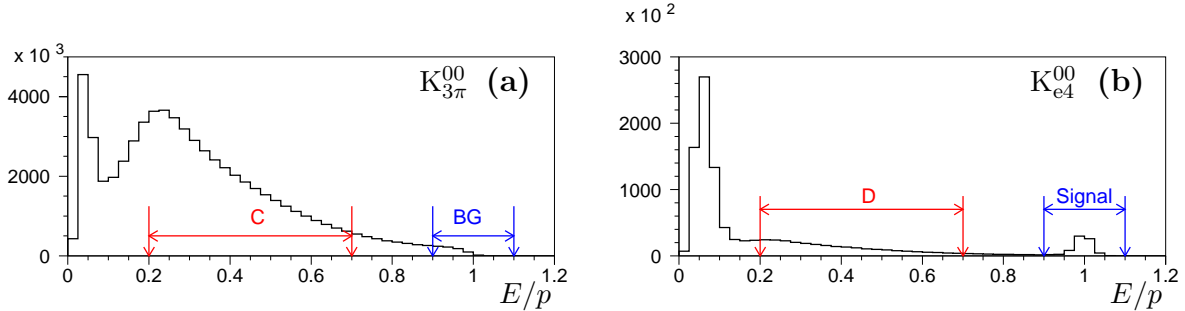 x 10^3
K^{00}_{3π} (a)
4000
2000
0
C
BG
0 0.2 0.4 0.6 0.8 1 1.2
E/p
x 10^2
3000
K^{00}_{e4} (b)
2000
1000
0
D
Signal
0 0.2 0.4 0.6 0.8 1 1.2
E/p